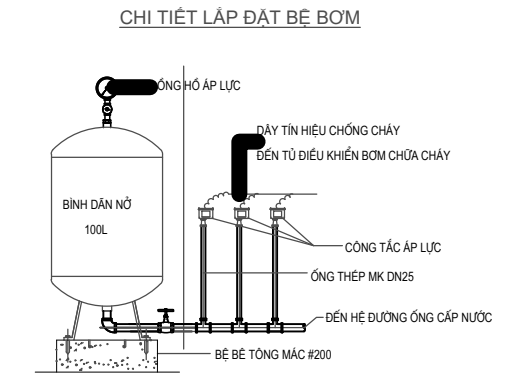 CHI TIẾT LẮP ĐẶT BỆ BƠM
ỐNG HỒ ÁP LỰC
DÂY TÍN HIỆU CHỐNG CHÁY
ĐẾN TỦ ĐIỀU KHIỂN BƠM CHỮA CHÁY
BÌNH DÃN NỞ
100L
CÔNG TẮC ÁP LỰC
ỐNG THÉP MK DN25
ĐẾN HỆ ĐƯỜNG ỐNG CẤP NƯỚC
BỆ BÊ TÔNG MÁC #200